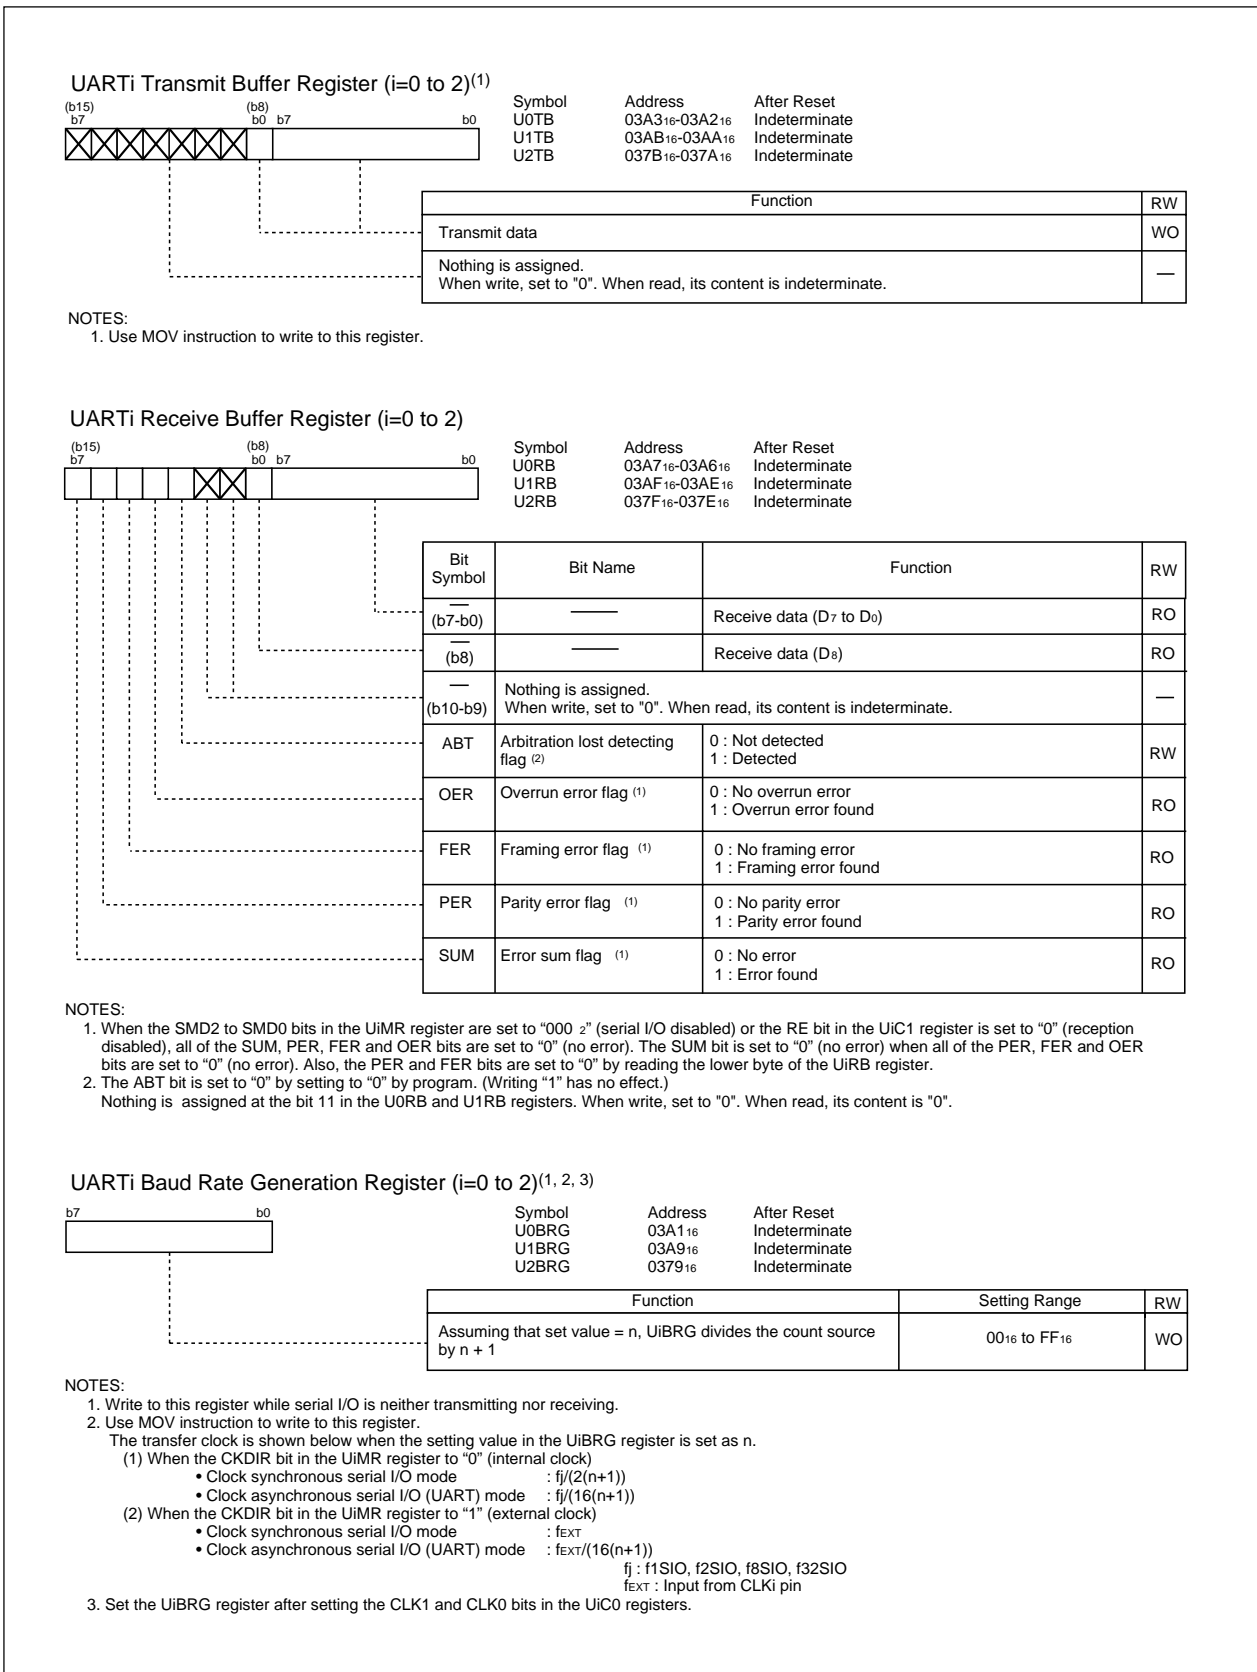 UARTi Transmit Buffer Register (i=0 to 2)(1)
(b15) (b8)
b7 b0 b7 b0
Symbol Address After Reset
U0TB 03A316-03A216 Indeterminate
U1TB 03AB16-03AA16 Indeterminate
U2TB 037B16-037A16 Indeterminate
Function RW
Transmit data WO
Nothing is assigned.
When write, set to "0". When read, its content is indeterminate. —
NOTES:
1. Use MOV instruction to write to this register.
UARTi Receive Buffer Register (i=0 to 2)
(b15) (b8)
b7 b0 b7 b0
Symbol Address After Reset
U0RB 03A716-03A616 Indeterminate
U1RB 03AF16-03AE16 Indeterminate
U2RB 037F16-037E16 Indeterminate
Bit
Symbol Bit Name Function RW
—
(b7-b0) — Receive data (D7 to D0) RO
—
(b8) — Receive data (D8) RO
—
(b10-b9) Nothing is assigned.
When write, set to "0". When read, its content is indeterminate. —
ABT Arbitration lost detecting
flag (2) 0 : Not detected
1 : Detected RW
OER Overrun error flag (1) 0 : No overrun error
1 : Overrun error found RO
FER Framing error flag (1) 0 : No framing error
1 : Framing error found RO
PER Parity error flag (1) 0 : No parity error
1 : Parity error found RO
SUM Error sum flag (1) 0 : No error
1 : Error found RO
NOTES:
1. When the SMD2 to SMD0 bits in the UiMR register are set to “000 2” (serial I/O disabled) or the RE bit in the UiC1 register is set to “0” (reception
disabled), all of the SUM, PER, FER and OER bits are set to “0” (no error). The SUM bit is set to “0” (no error) when all of the PER, FER and OER
bits are set to “0” (no error). Also, the PER and FER bits are set to “0” by reading the lower byte of the UiRB register.
2. The ABT bit is set to “0” by setting to “0” by program. (Writing “1” has no effect.)
Nothing is assigned at the bit 11 in the U0RB and U1RB registers. When write, set to "0". When read, its content is "0".
UARTi Baud Rate Generation Register (i=0 to 2)(1, 2, 3)
b7 b0
Symbol Address After Reset
U0BRG 03A116 Indeterminate
U1BRG 03A916 Indeterminate
U2BRG 037916 Indeterminate
Function Setting Range RW
Assuming that set value = n, UiBRG divides the count source
by n + 1 0016 to FF16 WO
NOTES:
1. Write to this register while serial I/O is neither transmitting nor receiving.
2. Use MOV instruction to write to this register.
The transfer clock is shown below when the setting value in the UiBRG register is set as n.
(1) When the CKDIR bit in the UiMR register to “0” (internal clock)
• Clock synchronous serial I/O mode : fj/(2(n+1))
• Clock asynchronous serial I/O (UART) mode : fj/(16(n+1))
(2) When the CKDIR bit in the UiMR register to “1” (external clock)
• Clock synchronous serial I/O mode : fEXT
• Clock asynchronous serial I/O (UART) mode : fEXT/(16(n+1))
fj : f1SIO, f2SIO, f8SIO, f32SIO
fEXT : Input from CLKi pin
3. Set the UiBRG register after setting the CLK1 and CLK0 bits in the UiC0 registers.